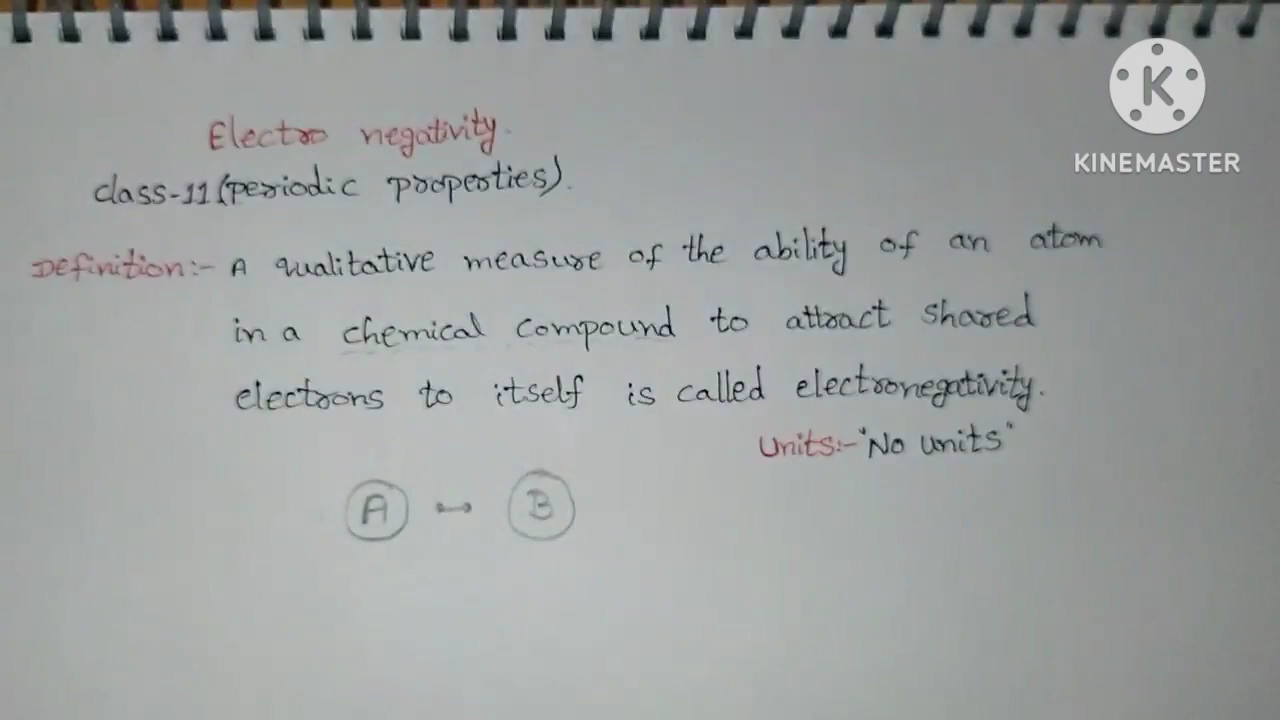 Electro negativity.
class-11 (periodic properties).
Definition:- A qualitative measure of the ability of an atom
in a chemical compound to attract shared
electrons to itself is called electronegativity.
Units:- "No units"
A ↔ B
K
KINEMASTER